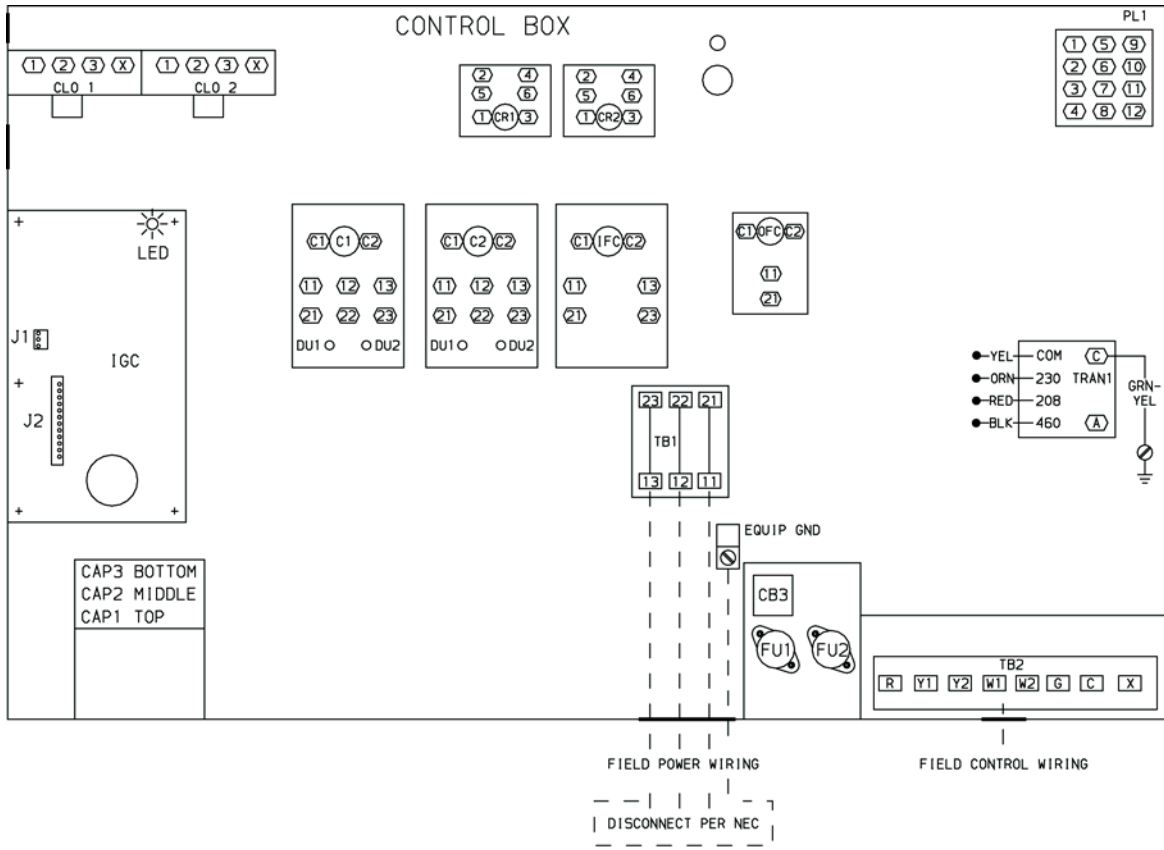 CONTROL BOX
PL1
1 2 3 X 1 2 3 X
CLO 1 CLO 2
2 4
5 6
1 CR1 3
2 4
5 6
1 CR2 3
1 5 9
2 6 10
3 7 11
4 8 12
LED
J1
IGC
J2
C1 C1 C2
11 12 13
21 22 23
DU1 DU2
C1 C2 C2
11 12 13
21 22 23
DU1 DU2
C1 IFC C2
11 13
21 23
C1 OFC C2
11
21
YEL COM C
ORN 230 TRAN1
RED 208
BLK 460 A
GRN-
YEL
23 22 21
TB1
13 12 11
EQUIP GND
CAP3 BOTTOM
CAP2 MIDDLE
CAP1 TOP
CB3
FU1 FU2
TB2
R Y1 Y2 W1 W2 G C X
FIELD POWER WIRING
FIELD CONTROL WIRING
DISCONNECT PER NEC